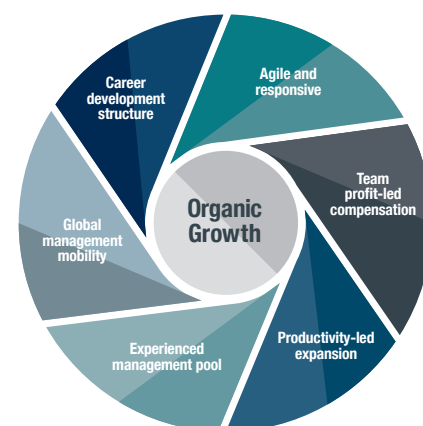 Career
development
structure
Agile and
responsive
Team
profit-led
compensation
Organic
Growth
Global
management
mobility
Experienced
management pool
Productivity-led
expansion